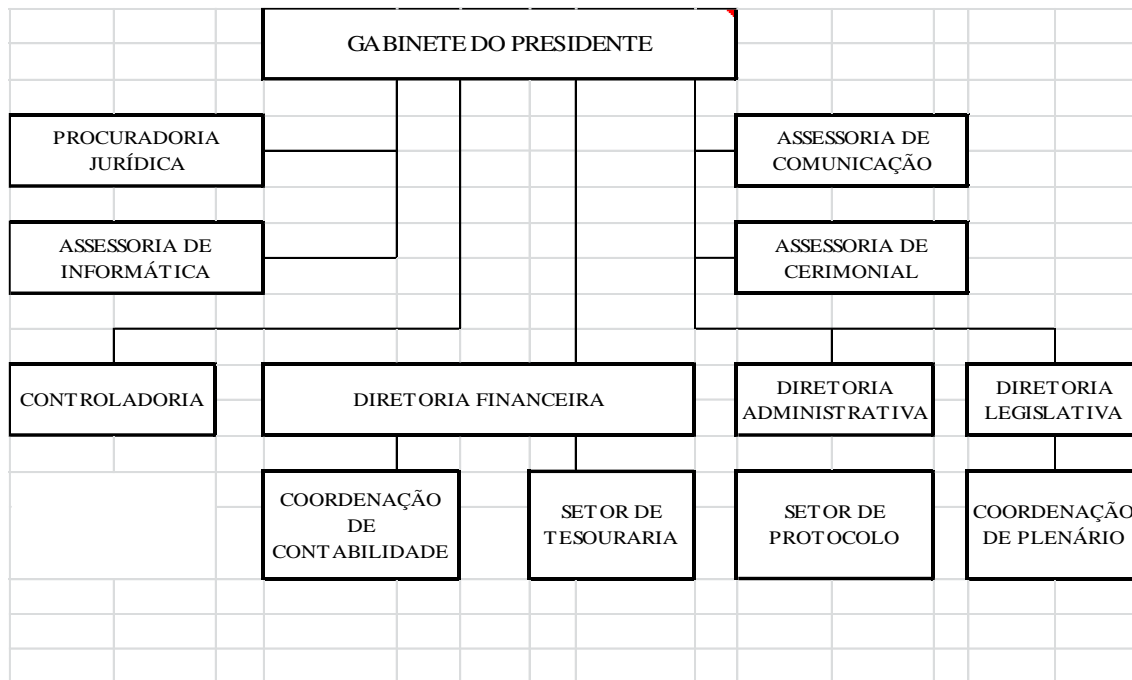 GABINETE DO PRESIDENTE
PROCURADORIA
JURÍDICA
ASSESSORIA DE
COMUNICAÇÃO
ASSESSORIA DE
INFORMÁTICA
ASSESSORIA DE
CERIMONIAL
CONTROLADORIA
DIRETORIA FINANCEIRA
DIRETORIA
ADMINISTRATIVA
DIRETORIA
LEGISLATIVA
COORDENAÇÃO
DE
CONTABILIDADE
SETOR DE
TESOURARIA
SETOR DE
PROTOCOLO
COORDENAÇÃO
DE PLENÁRIO